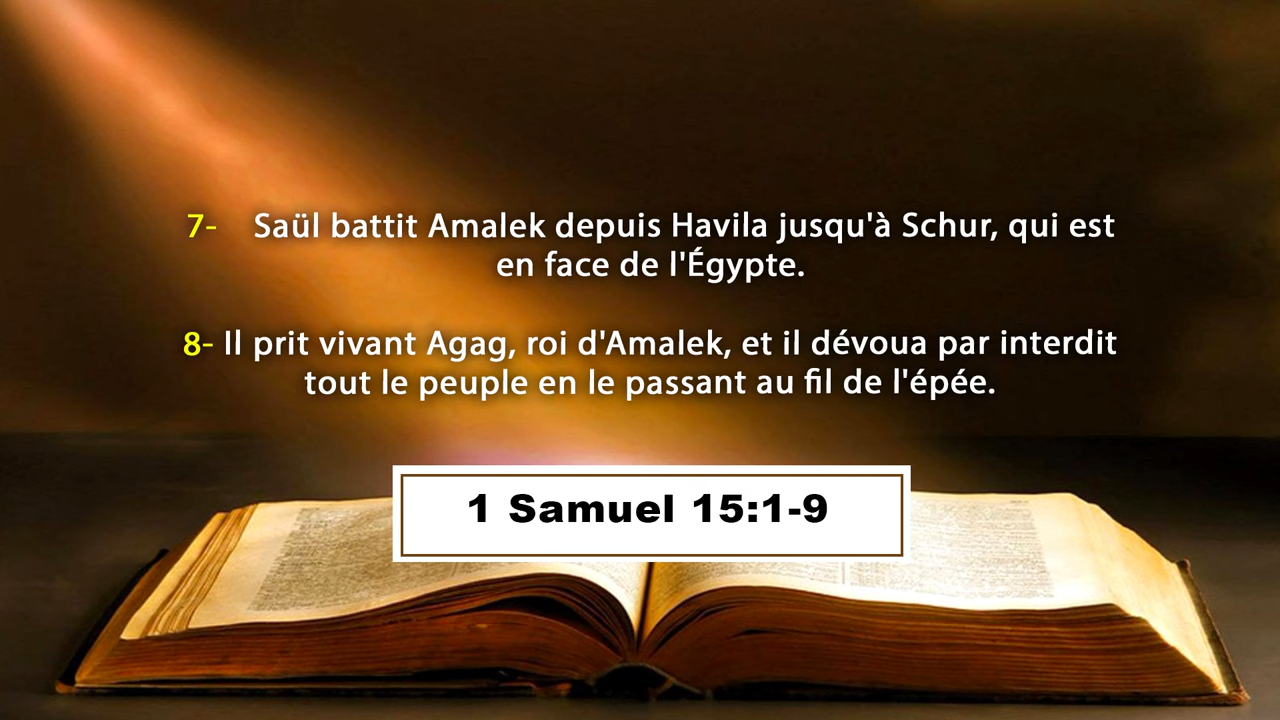 7- Saül battit Amalek depuis Havila jusqu'à Schur, qui est
en face de l'Égypte.
8- Il prit vivant Agag, roi d'Amalek, et il dévoua par interdit
tout le peuple en le passant au fil de l'épée.
1 Samuel 15:1-9